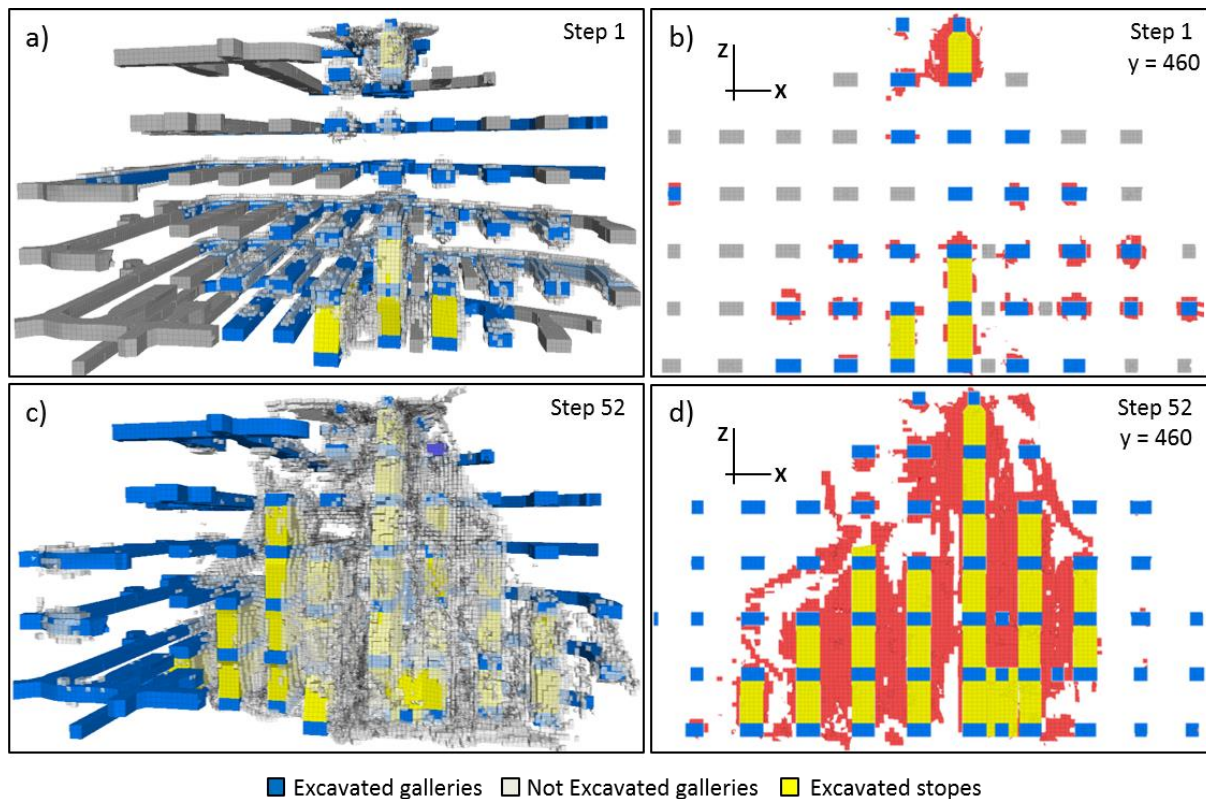 a)
Step 1
b)
Step 1
y = 460
Z
X
c)
Step 52
d)
Step 52
y = 460
Z
X
Excavated galleries Not Excavated galleries Excavated stopes